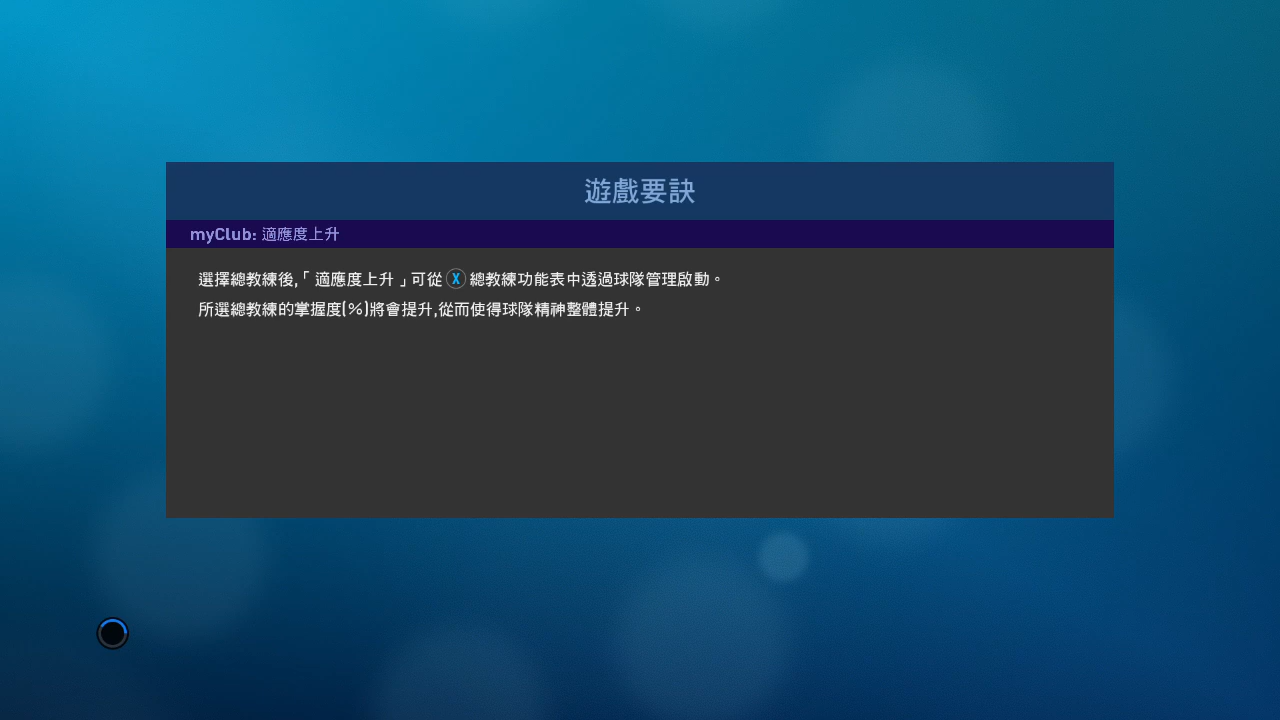 遊戲要訣
myClub: 適應度上升
選擇總教練後,「適應度上升」可從 Ⓧ 總教練功能表中透過球隊管理啟動。
所選總教練的掌握度(%)將會提升,從而使得球隊精神整體提升。